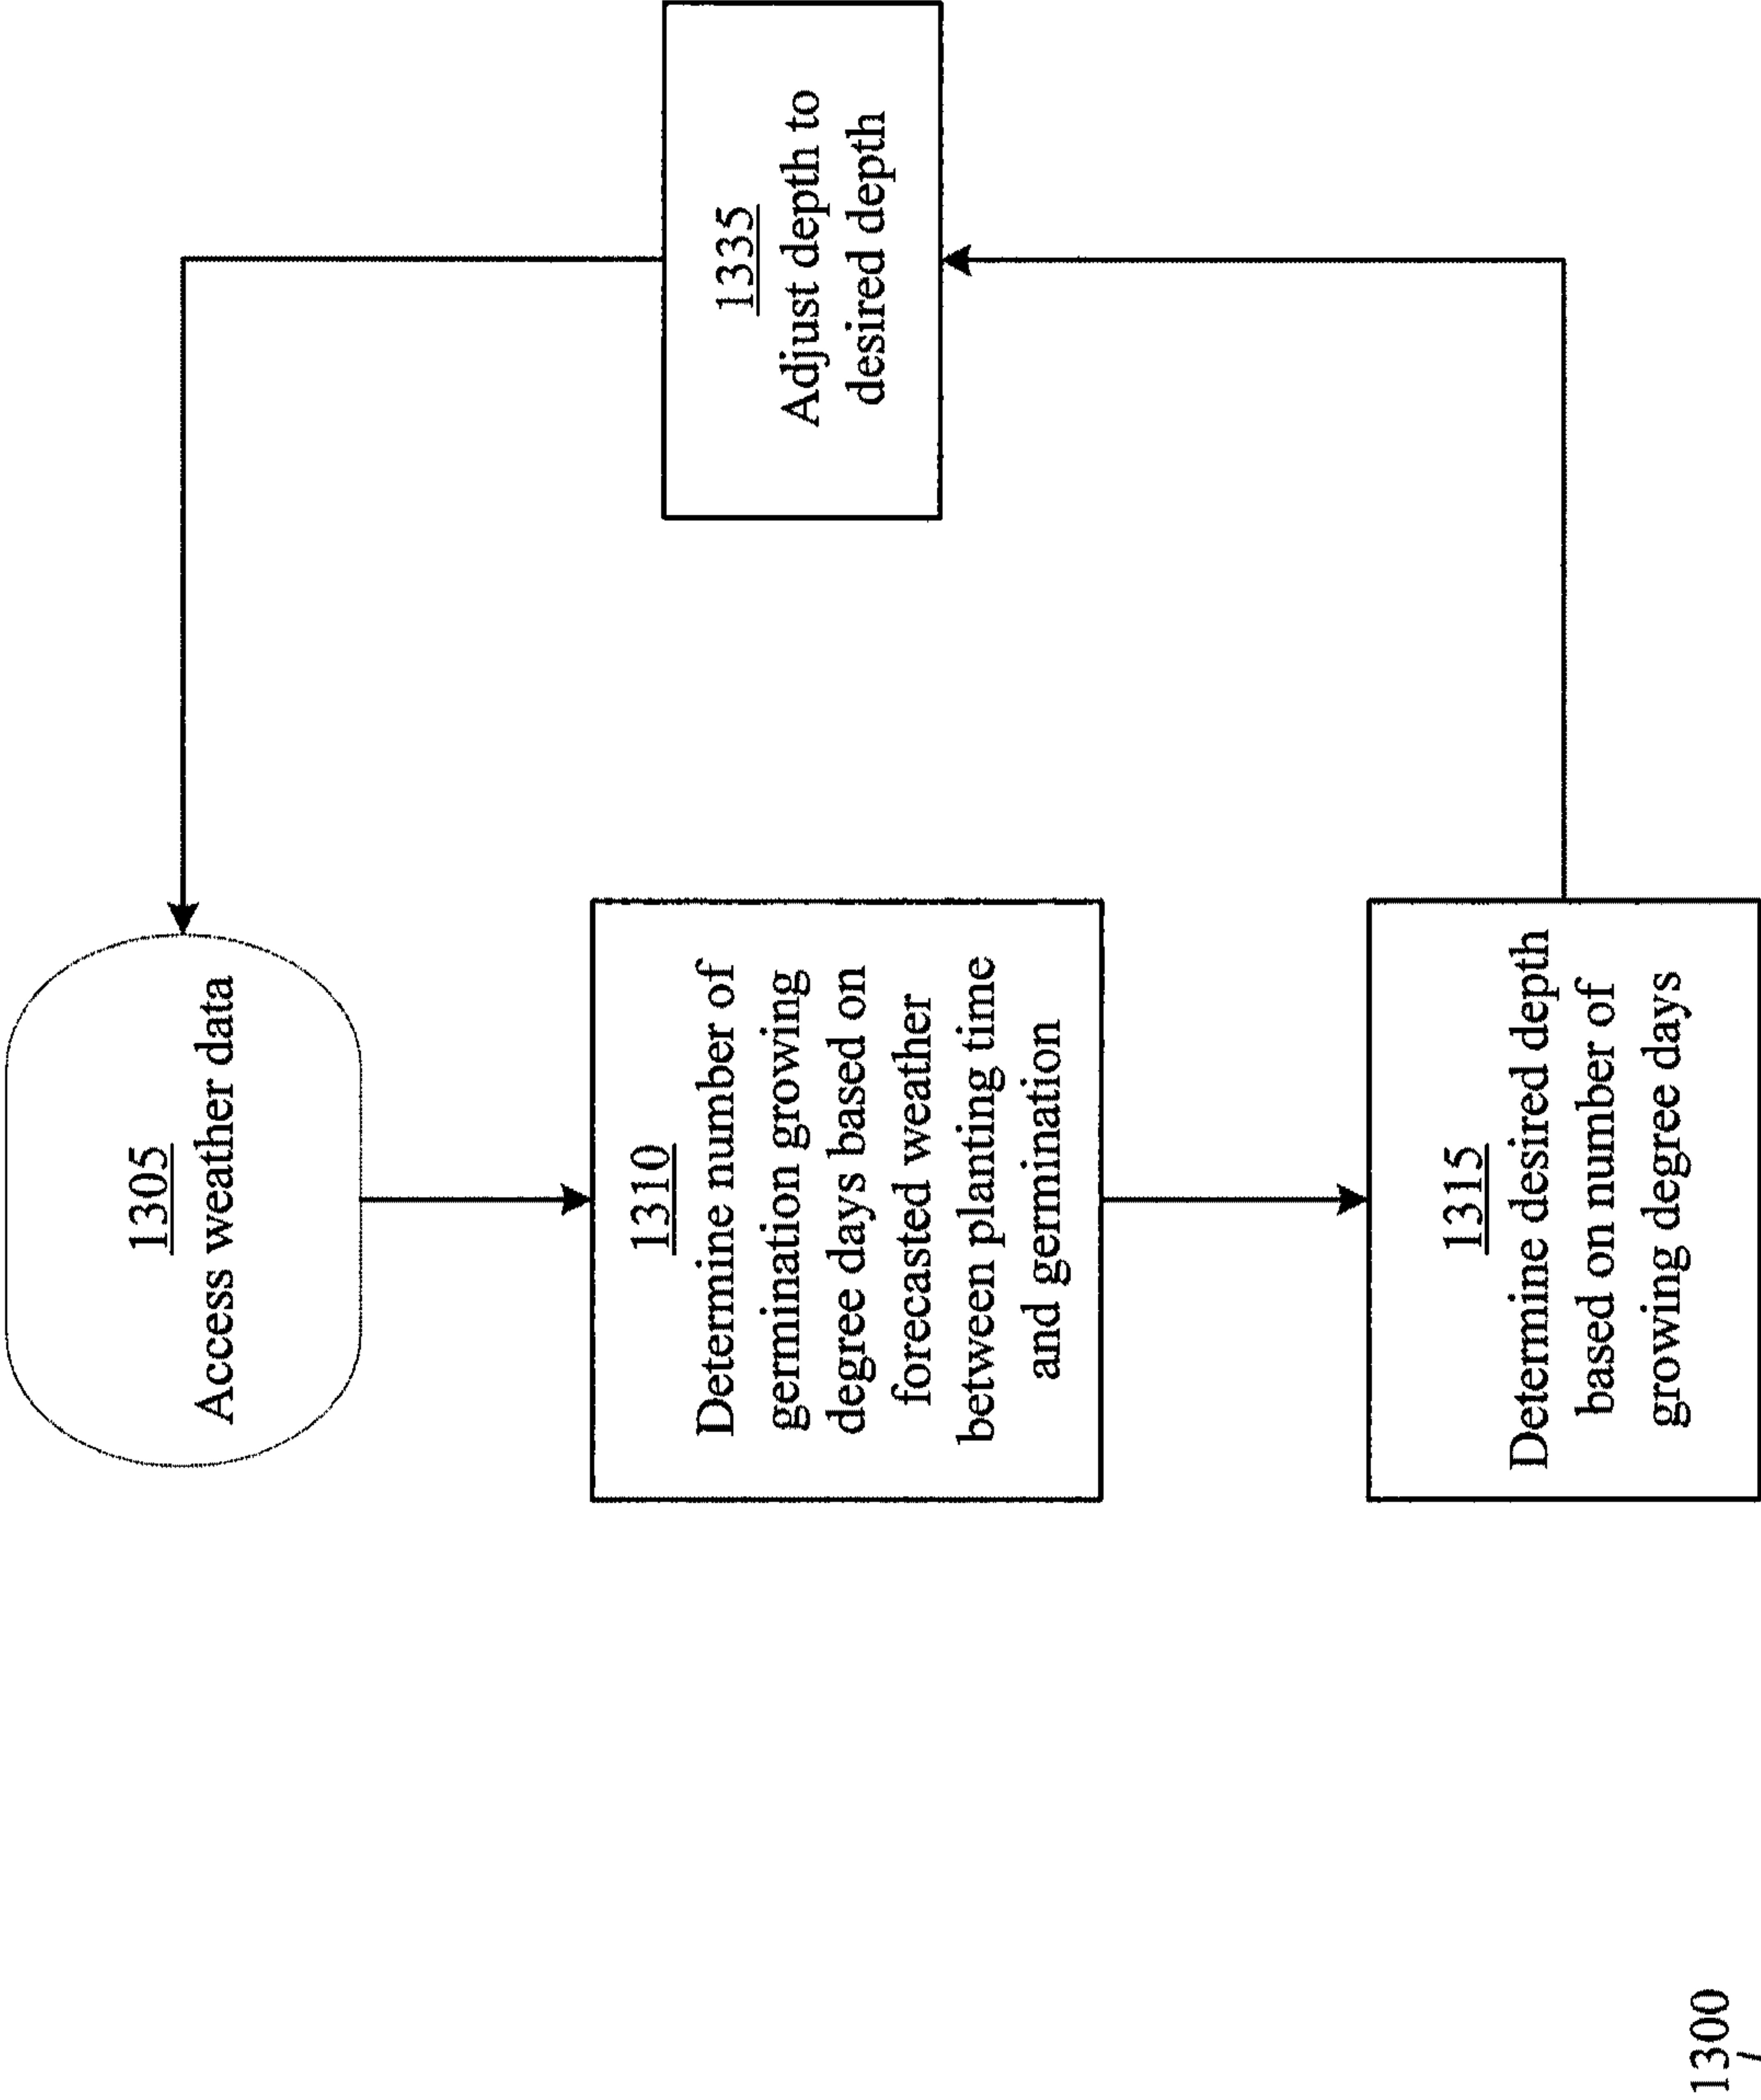 1305
Access weather data
1310
Determine number of
germination growing
degree days based on
forecasted weather
between planting time
and germination
1315
Determine desired depth
based on number of
growing degree days
1335
Adjust depth to
desired depth
1300